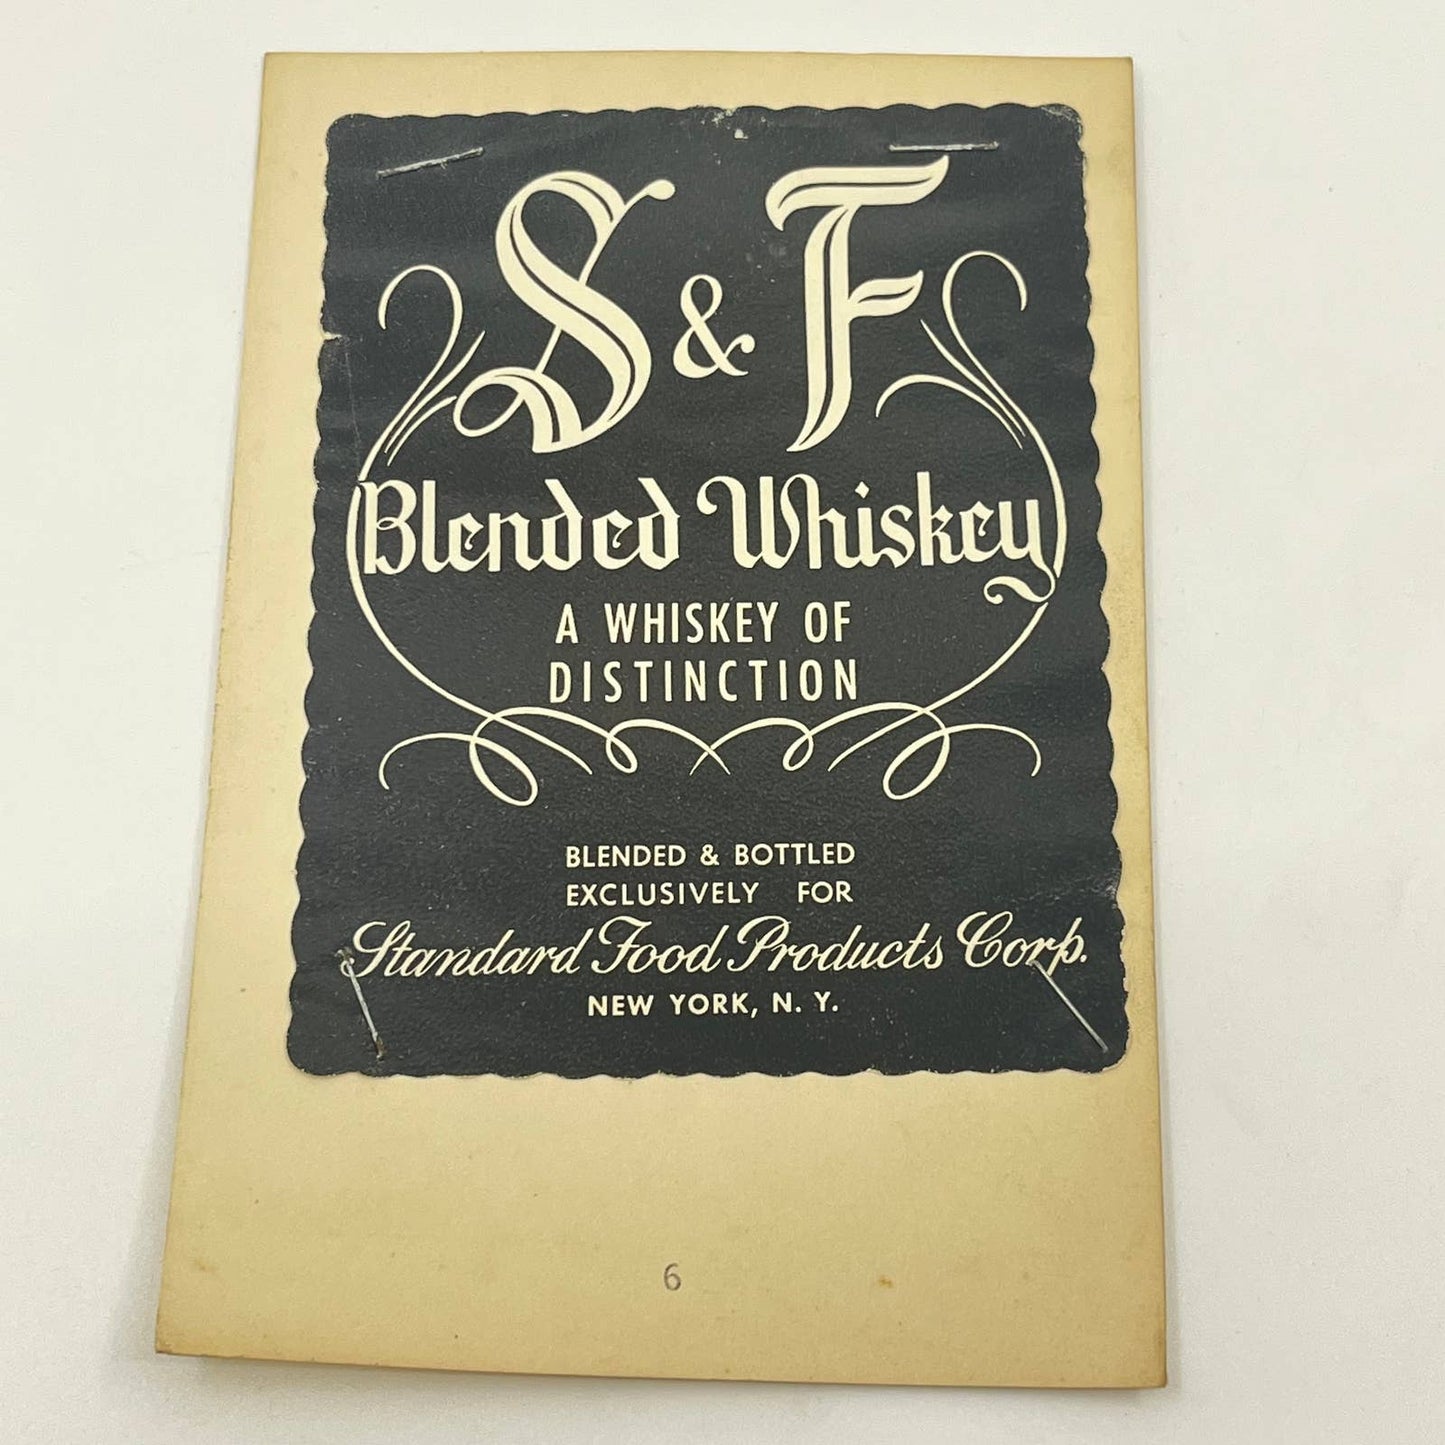 S & F
Blended Whiskey
A WHISKEY OF
DISTINCTION
BLENDED & BOTTLED
EXCLUSIVELY FOR
Standard Food Products Corp.
NEW YORK, N. Y.
6